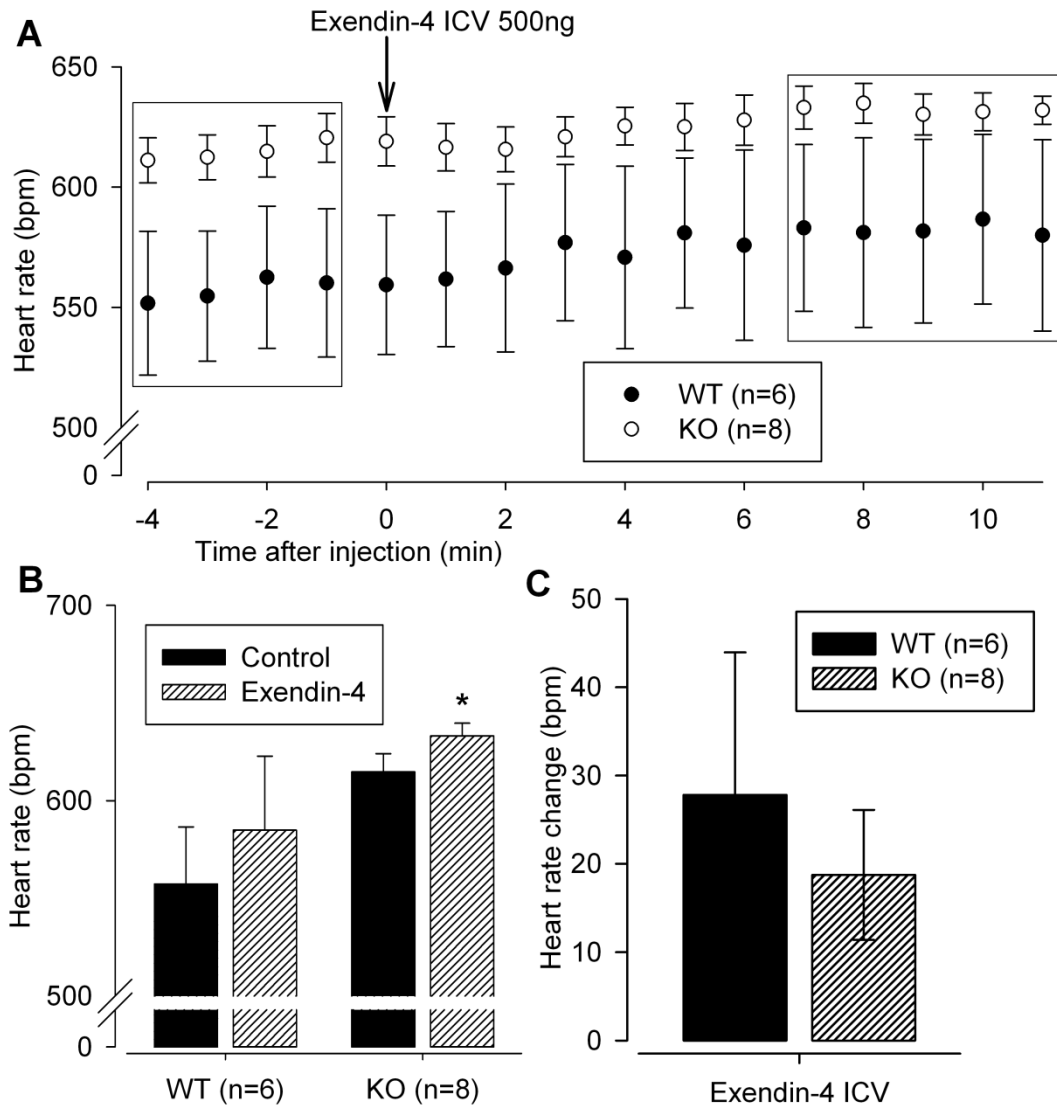 A
Exendin-4 ICV 500ng
Heart rate (bpm)
650
600
550
500
0
WT (n=6)
KO (n=8)
-4 -2 0 2 4 6 8 10
Time after injection (min)
B
Heart rate (bpm)
700
600
500
0
Control
Exendin-4
*
WT (n=6) KO (n=8)
C
Heart rate change (bpm)
50
40
30
20
10
0
WT (n=6)
KO (n=8)
Exendin-4 ICV